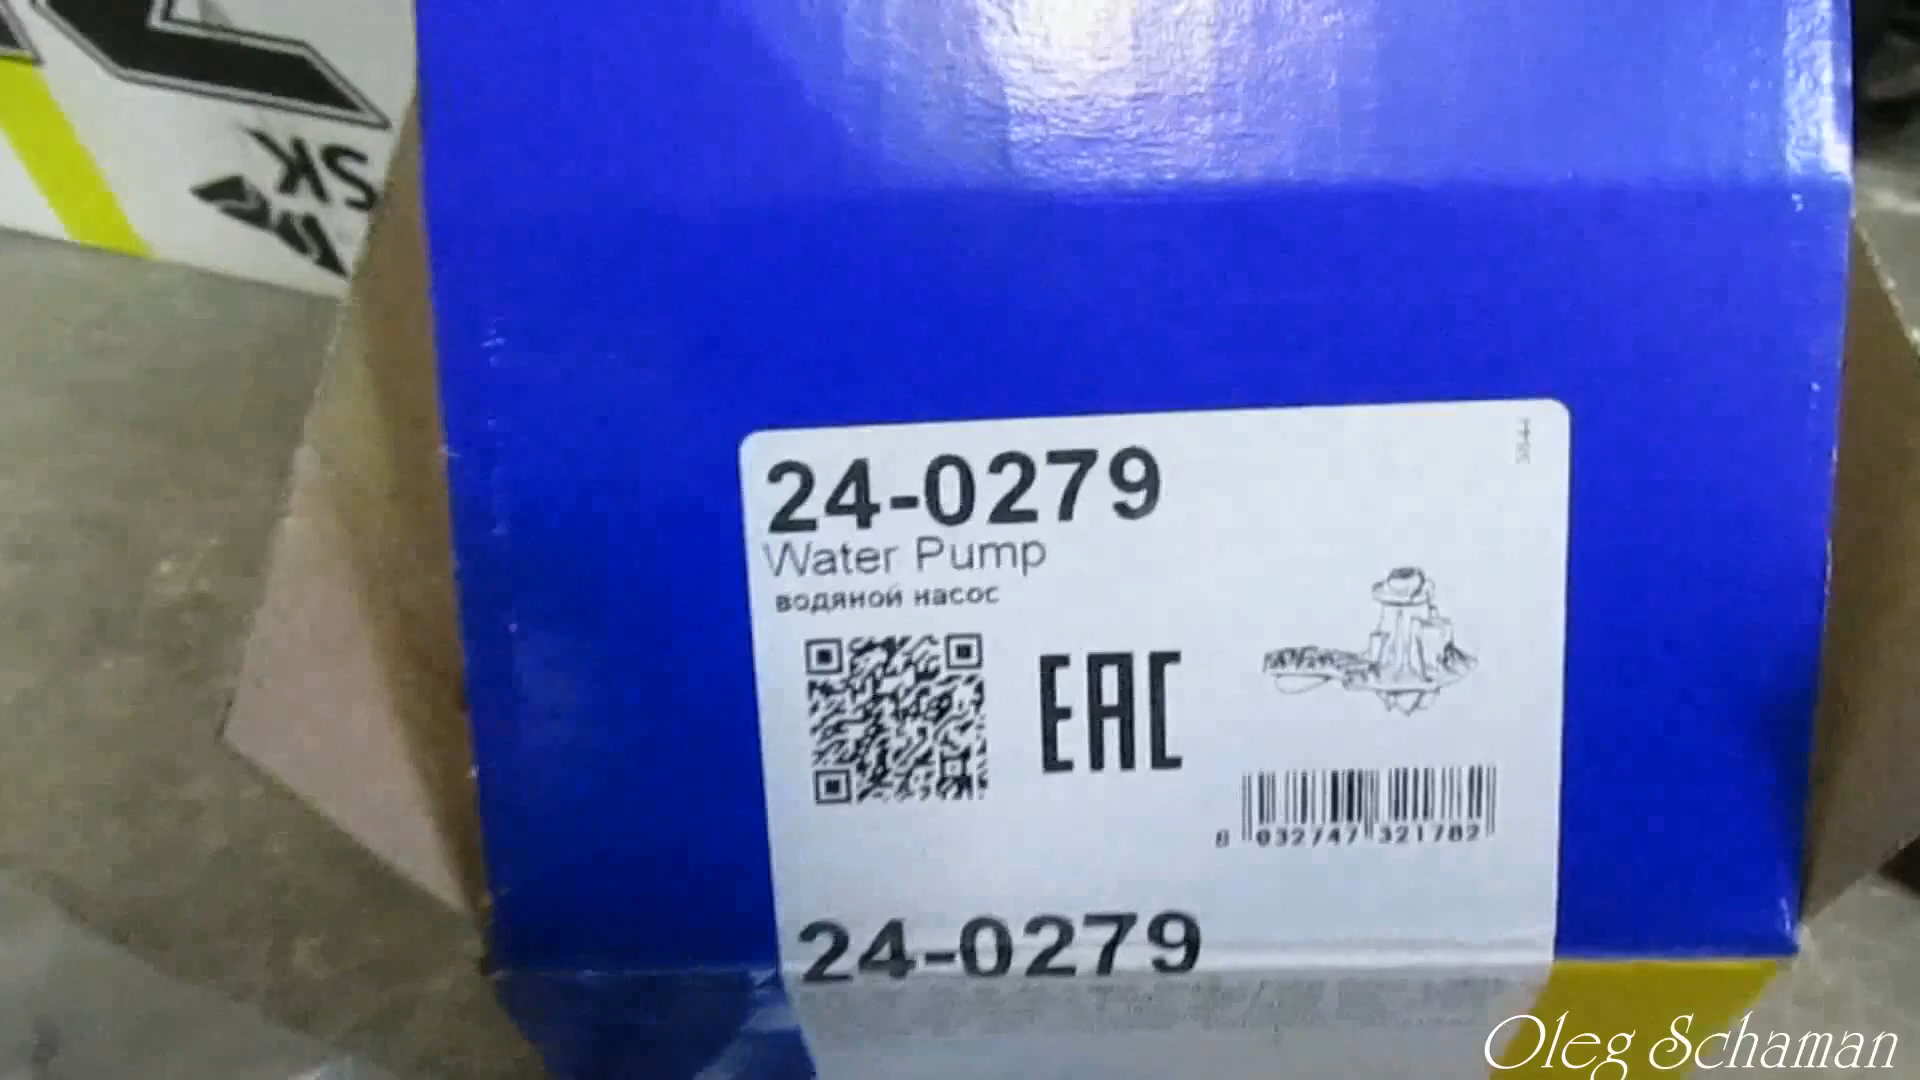 SK
24-0279
Water Pump
водяной насос
EAC
8 032747 321782
24-0279
Oleg Schaman